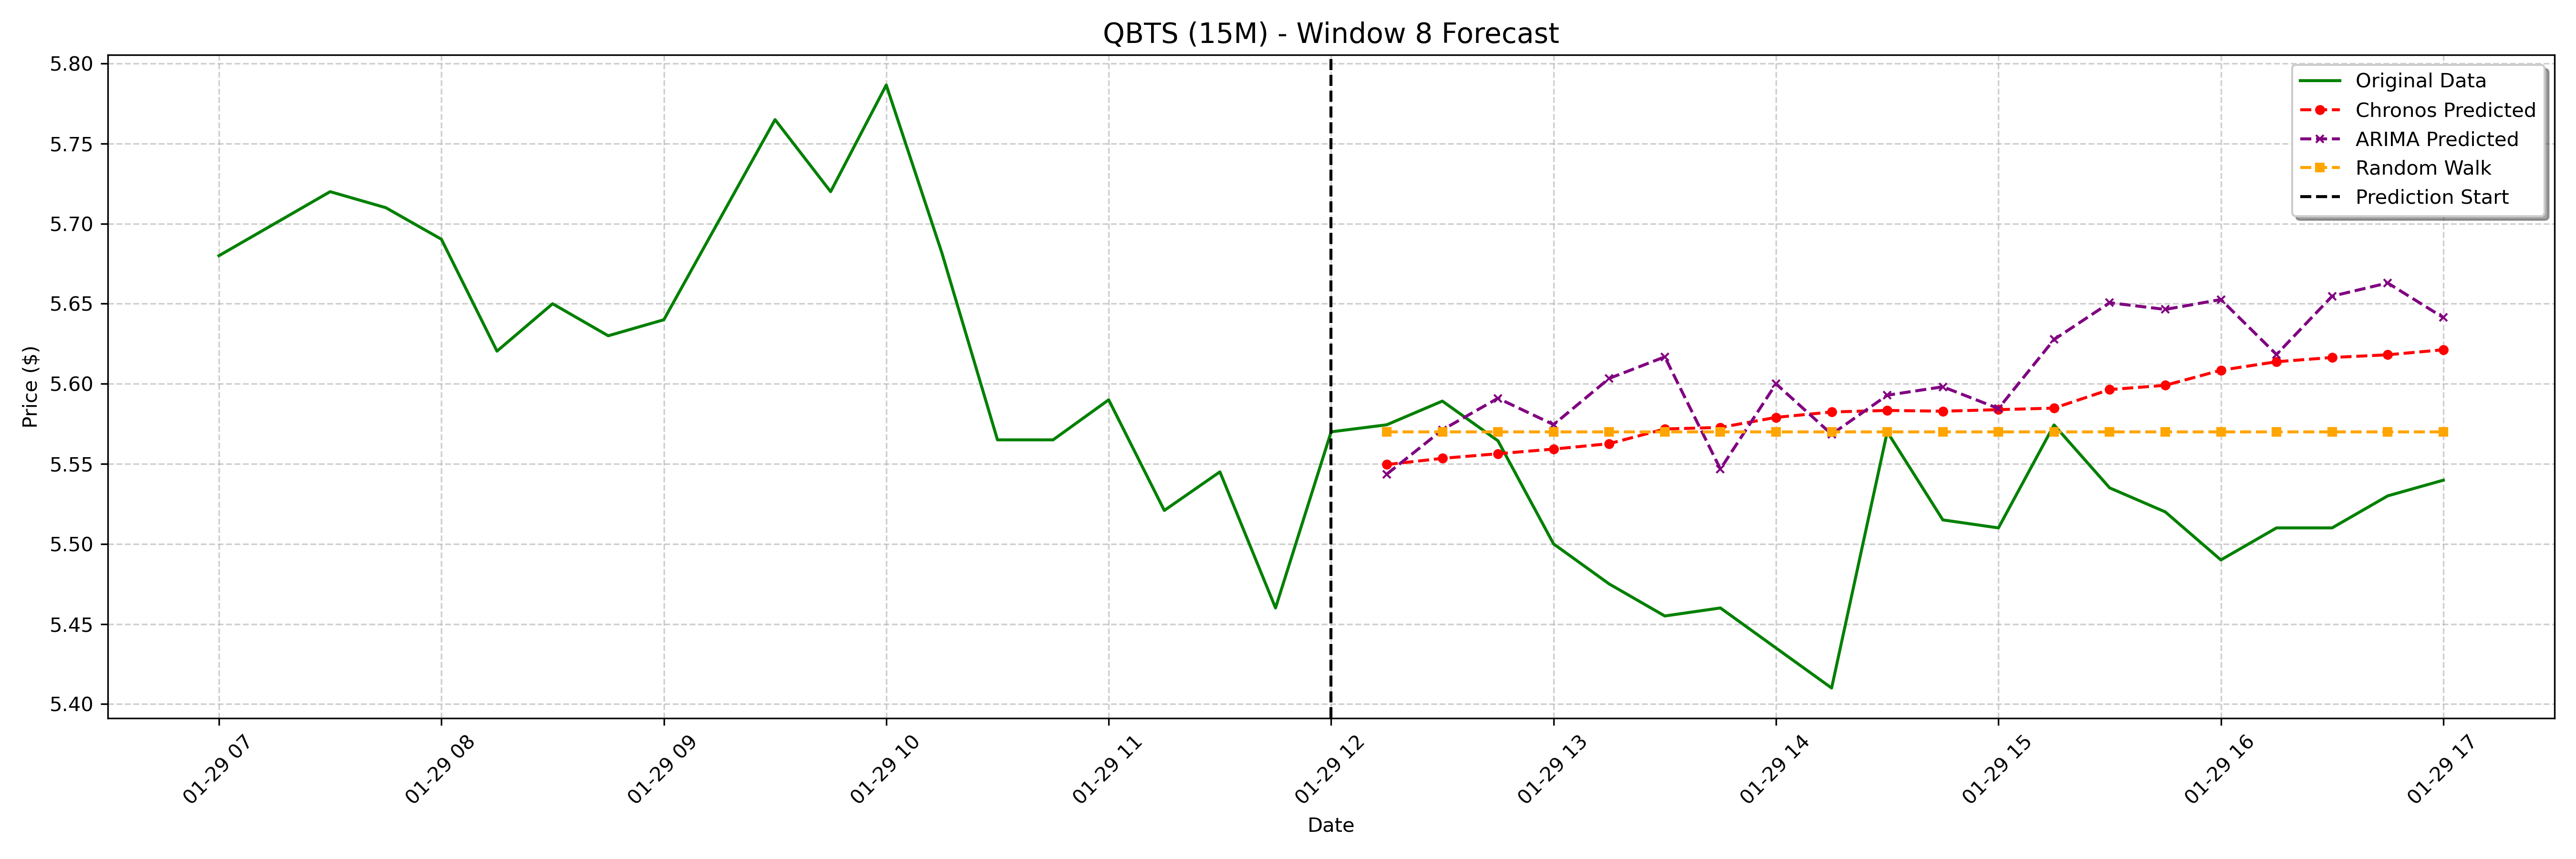 QBTS (15M) - Window 8 Forecast
5.80
5.75
5.70
5.65
5.60
5.55
5.50
5.45
5.40
Price ($)
Original Data
Chronos Predicted
ARIMA Predicted
Random Walk
Prediction Start
01-29 07
01-29 08
01-29 09
01-29 10
01-29 11
01-29 12
01-29 13
01-29 14
01-29 15
01-29 16
01-29 17
Date